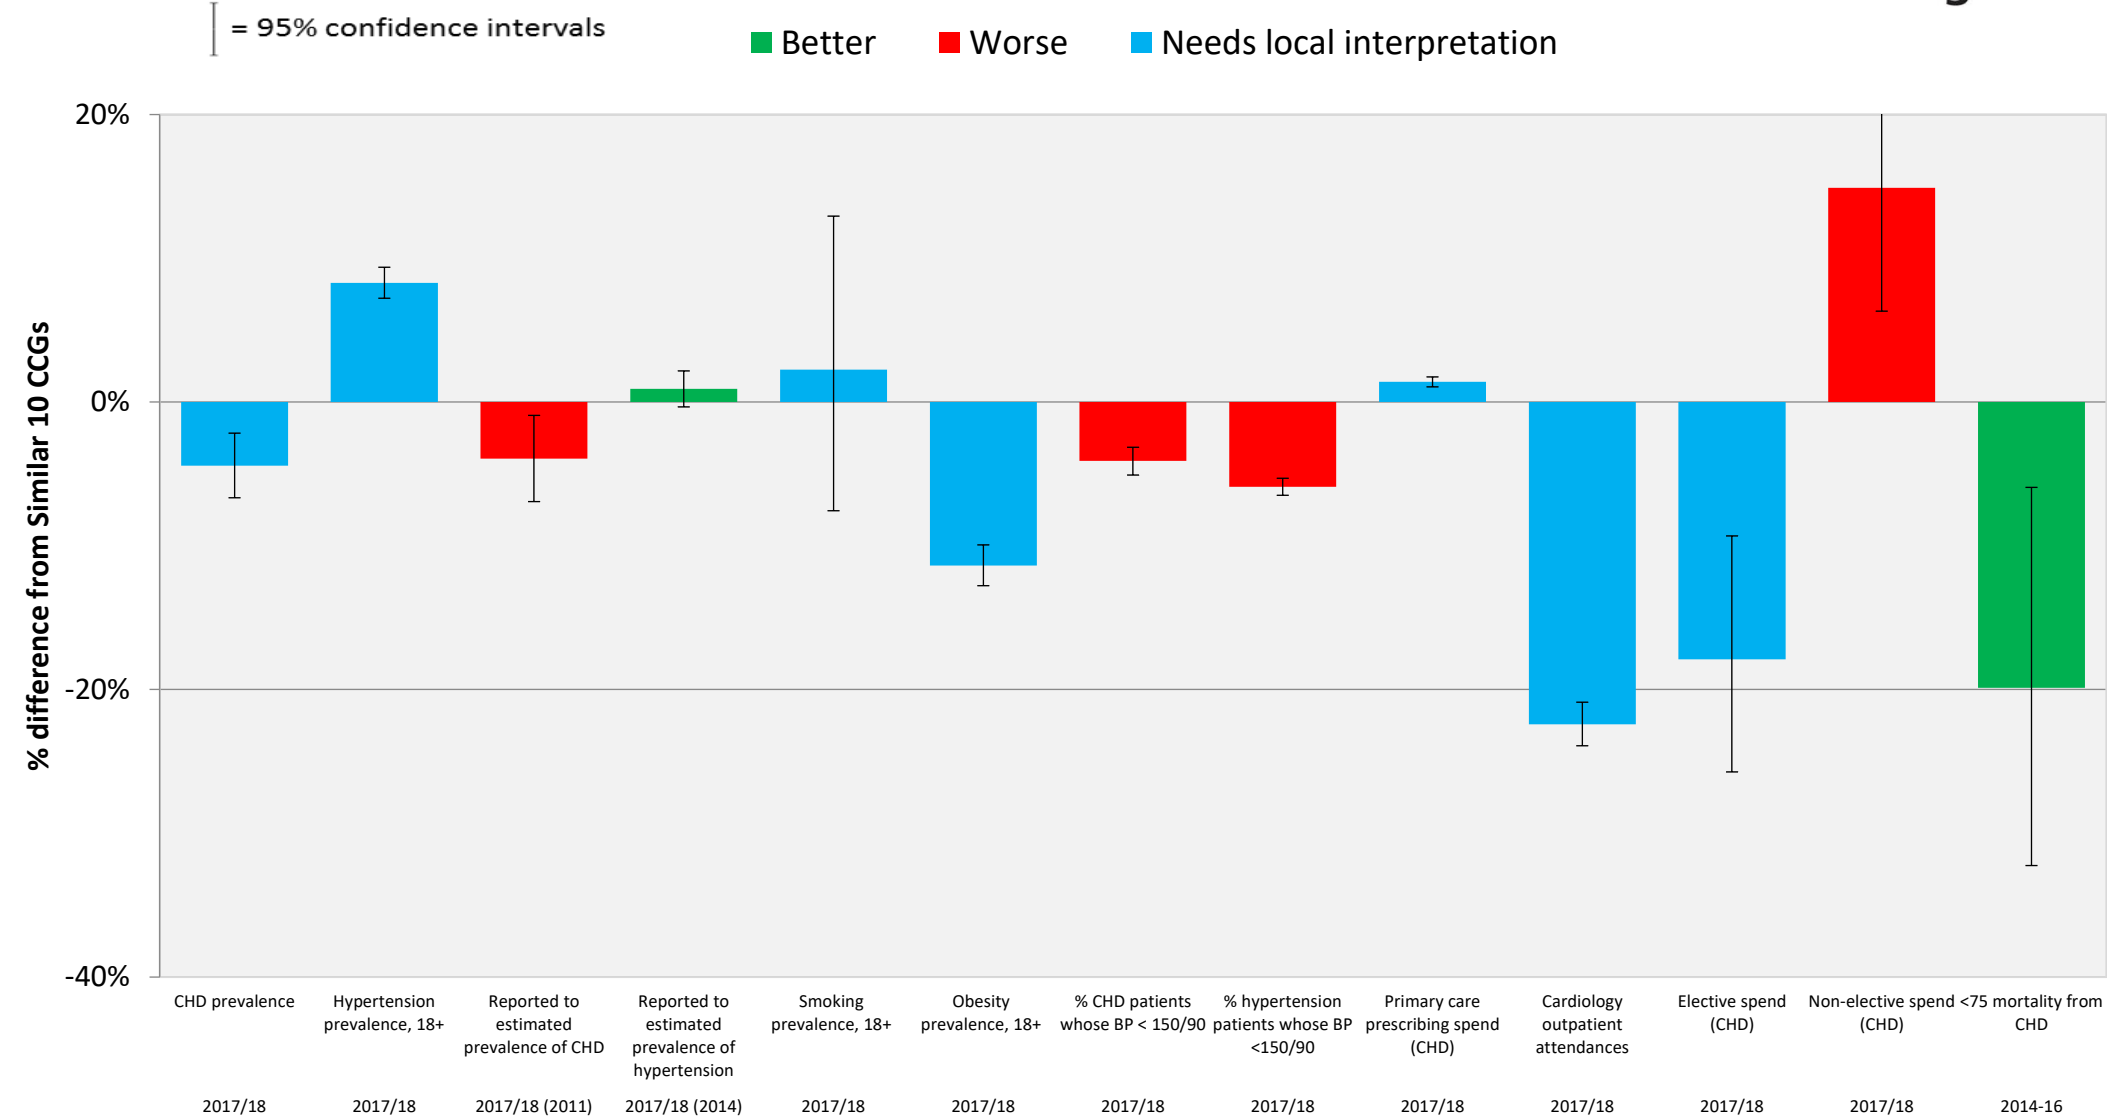 = 95% confidence intervals
Better
Worse
Needs local interpretation
% difference from Similar 10 CCGs
20%
0%
-20%
-40%
CHD prevalence
2017/18
Hypertension
prevalence, 18+
2017/18
Reported to
estimated
prevalence of CHD
2017/18 (2011)
Reported to
estimated
prevalence of
hypertension
2017/18 (2014)
Smoking
prevalence, 18+
2017/18
Obesity
prevalence, 18+
2017/18
% CHD patients
whose BP < 150/90
2017/18
% hypertension
patients whose BP
<150/90
2017/18
Primary care
prescribing spend
(CHD)
2017/18
Cardiology
outpatient
attendances
2017/18
Elective spend
(CHD)
2017/18
Non-elective spend
(CHD)
2017/18
<75 mortality from
CHD
2014-16